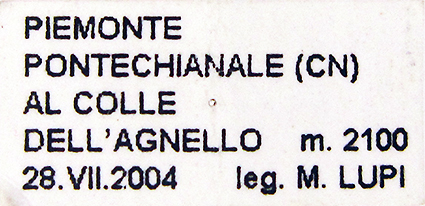 PIEMONTE
PONTECHIANALE (CN)
AL COLLE
DELL'AGNELLO m. 2100
28.VII.2004 leg. M. LUPI